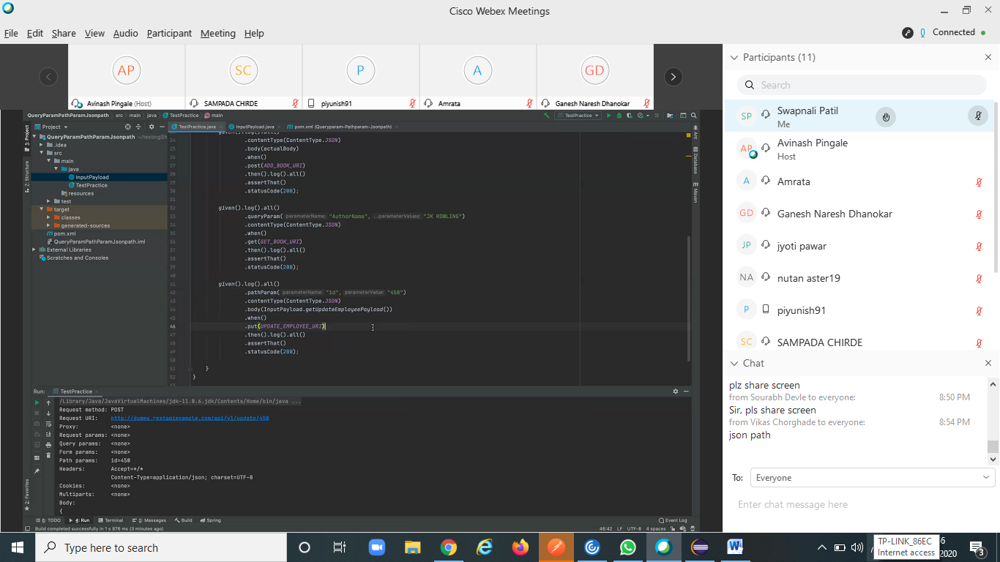 Cisco Webex Meetings
File Edit Share View Audio Participant Meeting Help
Connected
AP
SC
P
A
GD
Avinash Pingale (Host)
SAMPADA CHIRDE
piyunish91
Amrata
Ganesh Naresh Dhanokar
QueryParamPathParamJsonpath src main java TestPractice main
TestPractice
Project
TestPractice.java
InputPayload.java
pom.xml (Queryparam-Pathparam-Jsonpath)
1: Project
Z: Structure
2: Favorites
Ant
Database
Maven
QueryParamPathParamJsonpath ~/testingSh
.idea
src
main
java
InputPayload
TestPractice
resources
test
target
classes
generated-sources
pom.xml
QueryParamPathParamJsonpath.iml
External Libraries
Scratches and Consoles
given().log().all()
24 .contentType(ContentType.JSON)
25 .body(actualBody)
26 .when()
27 .post(ADD_BOOK_URI)
28 .then().log().all()
29 .assertThat()
30 .statusCode(200);
31
32 given().log().all()
33 .queryParam( parameterName: "AuthorName", ...parameterValues: "JK ROWLING")
34 .contentType(ContentType.JSON)
35 .when()
36 .get(GET_BOOK_URI)
37 .then().log().all()
38 .assertThat()
39 .statusCode(200);
40
41 given().log().all()
42 .pathParam( parameterName: "id", parameterValue: "450")
43 .contentType(ContentType.JSON)
44 .body(InputPayload.getUpdateEmployeePayload())
45 .when()
46 .put(UPDATE_EMPLOYEE_URI)
47 .then().log().all()
48 .assertThat()
49 .statusCode(200);
50
51 }
52 }
Run: TestPractice
/Library/Java/JavaVirtualMachines/jdk-11.0.6.jdk/Contents/Home/bin/java ...
Request method: POST
Request URI: http://dummy.restapiexample.com/api/v1/update/450
Proxy: <none>
Request params: <none>
Query params: <none>
Form params: <none>
Path params: id=450
Headers: Accept=*/*
Content-Type=application/json; charset=UTF-8
Cookies: <none>
Multiparts: <none>
Body:
{
6: TODO 4: Run Terminal 0: Messages Build Spring Event Log
Build completed successfully in 1 s 876 ms (3 minutes ago) 46:42 LF UTF-8 4 spaces
Participants (11)
Search
SP Swapnali Patil
Me
AP Avinash Pingale
Host
A Amrata
GD Ganesh Naresh Dhanokar
JP jyoti pawar
NA nutan aster19
P piyunish91
SC SAMPADA CHIRDE
Chat
plz share screen
from Sourabh Devle to everyone: 8:50 PM
Sir, pls share screen
from Vikas Chorghade to everyone: 8:54 PM
json path
To: Everyone
Enter chat message here
Type here to search
TP-LINK_86EC
Internet access
6
2020
3